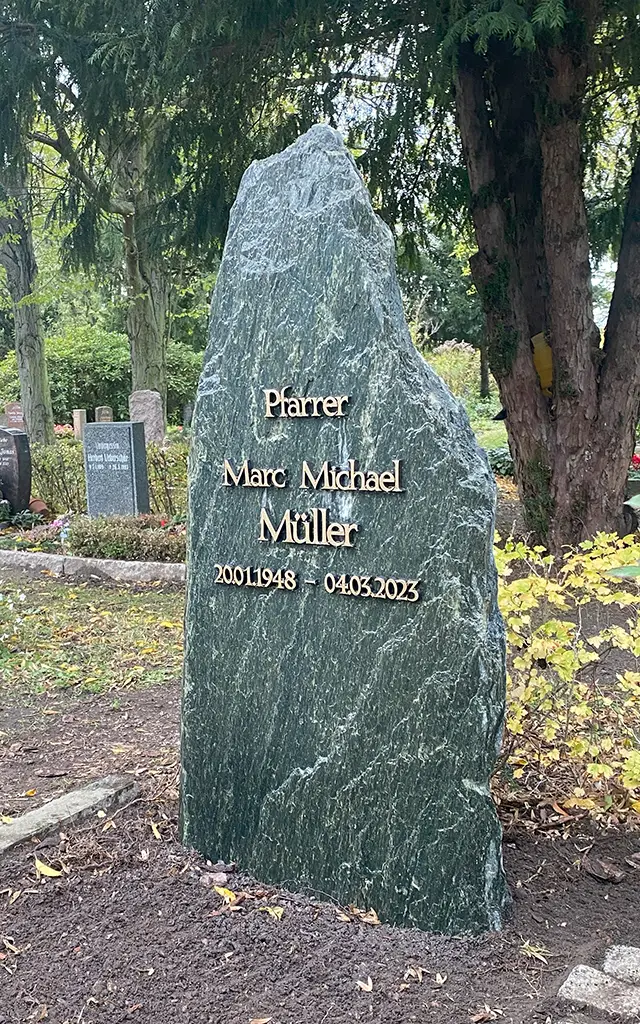 Pfarrer
Marc Michael
Müller
20.01.1948 – 04.03.2023